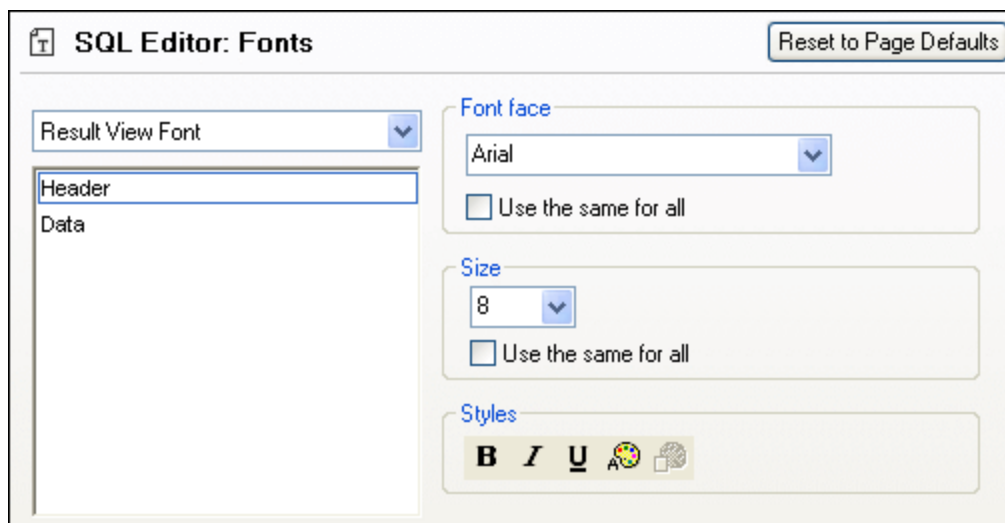 SQL Editor: Fonts
Reset to Page Defaults
Result View Font
Header
Data
Font face
Arial
Use the same for all
Size
8
Use the same for all
Styles
B I U A